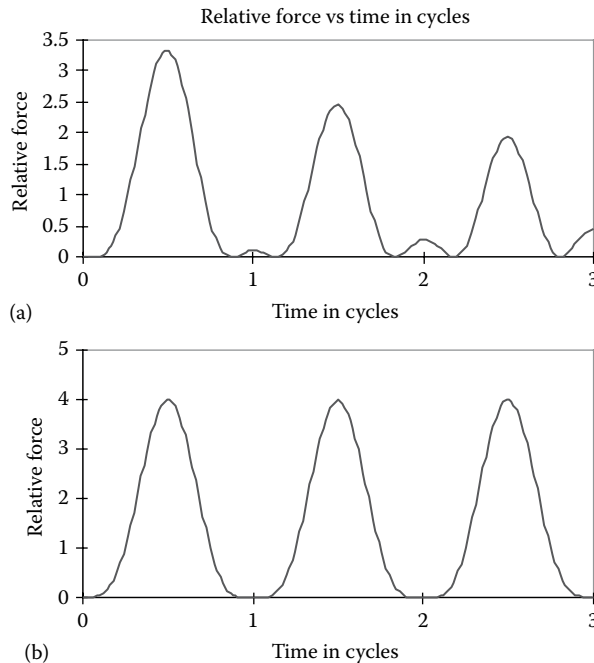 Relative force vs time in cycles
3.5
3
2.5
2
1.5
1
0.5
0
Relative force
0 1 2 3
Time in cycles
(a)
5
4
3
2
1
0
Relative force
0 1 2 3
Time in cycles
(b)